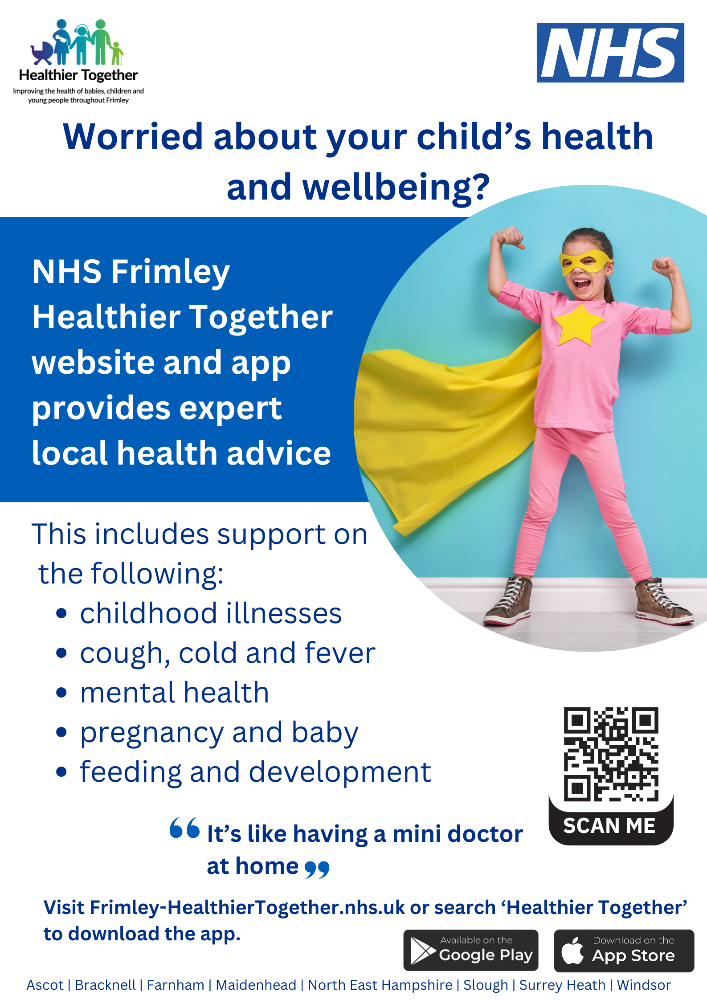 Healthier Together
Improving the health of babies, children and
young people throughout Frimley
NHS
Worried about your child's health
and wellbeing?
NHS Frimley
Healthier Together
website and app
provides expert
local health advice
This includes support on
the following:
• childhood illnesses
• cough, cold and fever
• mental health
• pregnancy and baby
• feeding and development
“It's like having a mini doctor
at home”
SCAN ME
Visit Frimley-HealthierTogether.nhs.uk or search ‘Healthier Together’
to download the app.
Available on the
Google Play
Download on the
App Store
Ascot | Bracknell | Farnham | Maidenhead | North East Hampshire | Slough | Surrey Heath | Windsor